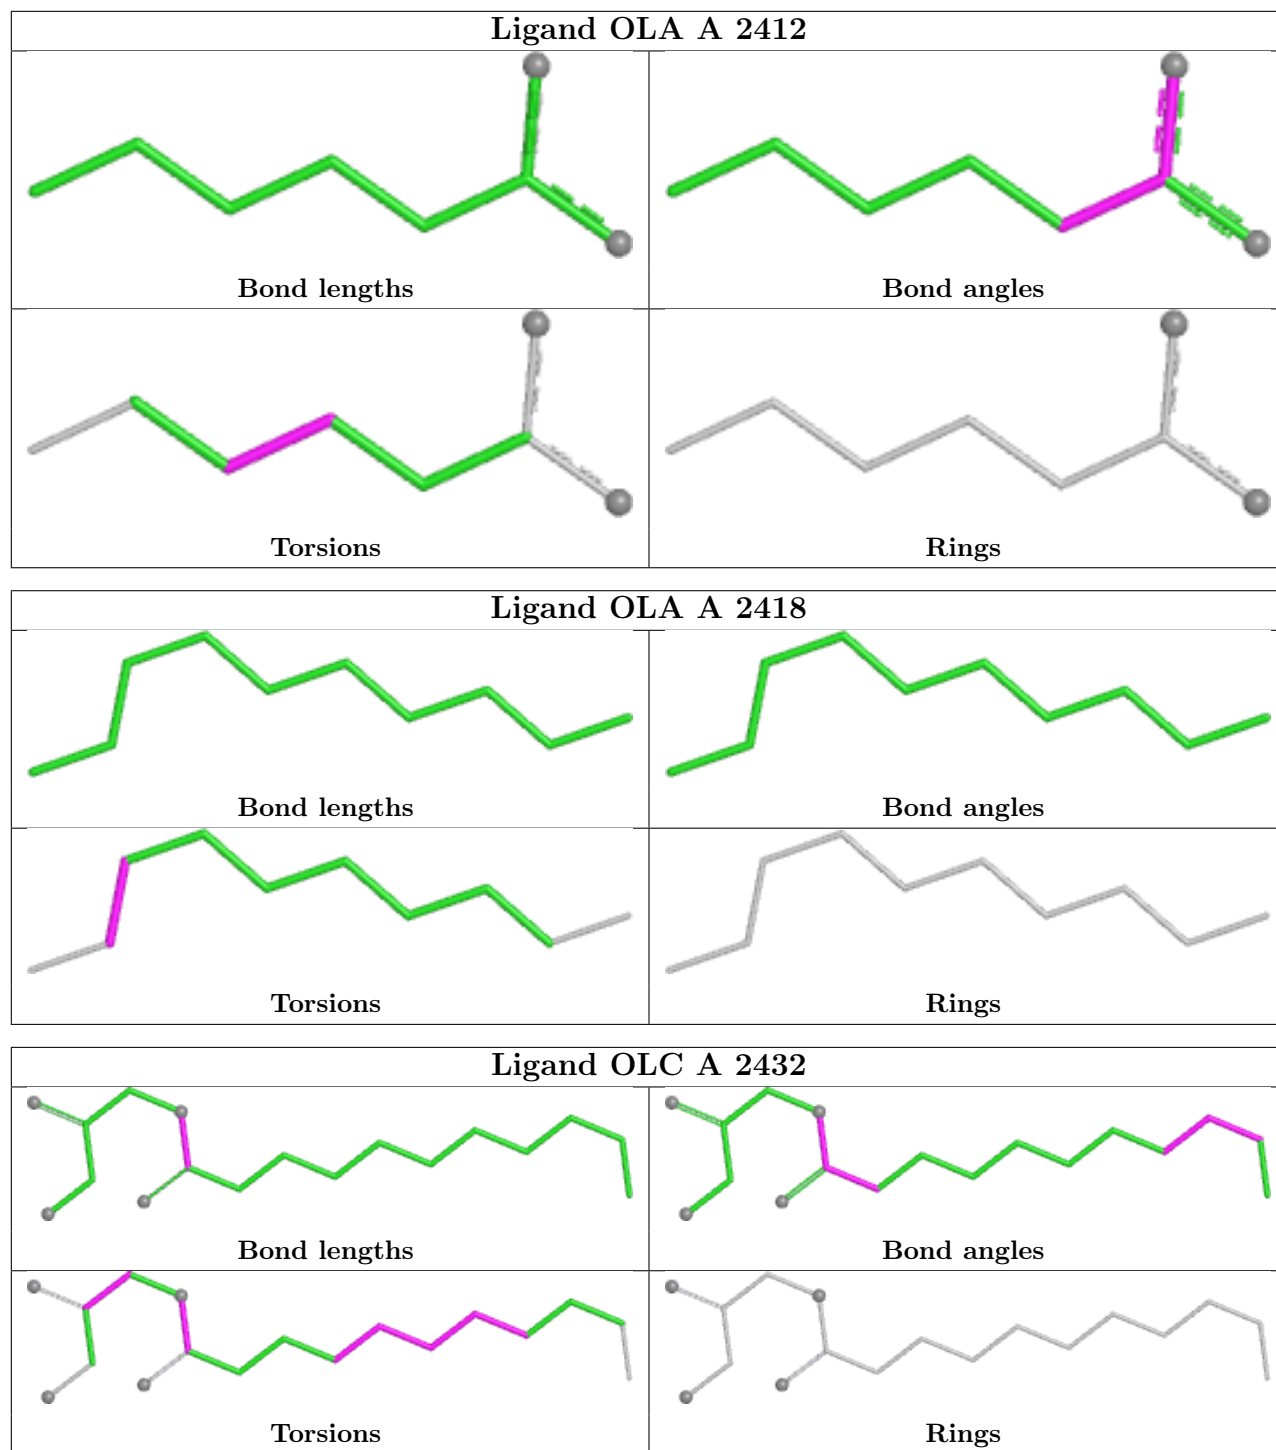 Ligand OLA A 2412
Bond lengths
Bond angles
Torsions
Rings
Ligand OLA A 2418
Bond lengths
Bond angles
Torsions
Rings
Ligand OLC A 2432
Bond lengths
Bond angles
Torsions
Rings